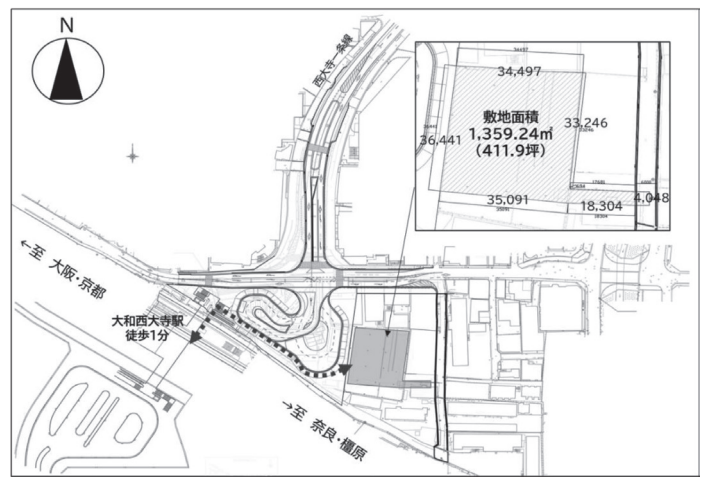 N
西大寺一条線
34,497
敷地面積
1,359.24㎡
(411.9坪)
33,246
36,441
35,091
18,304
4,048
←至 大阪・京都
大和西大寺駅
徒歩1分
→至 奈良・橿原